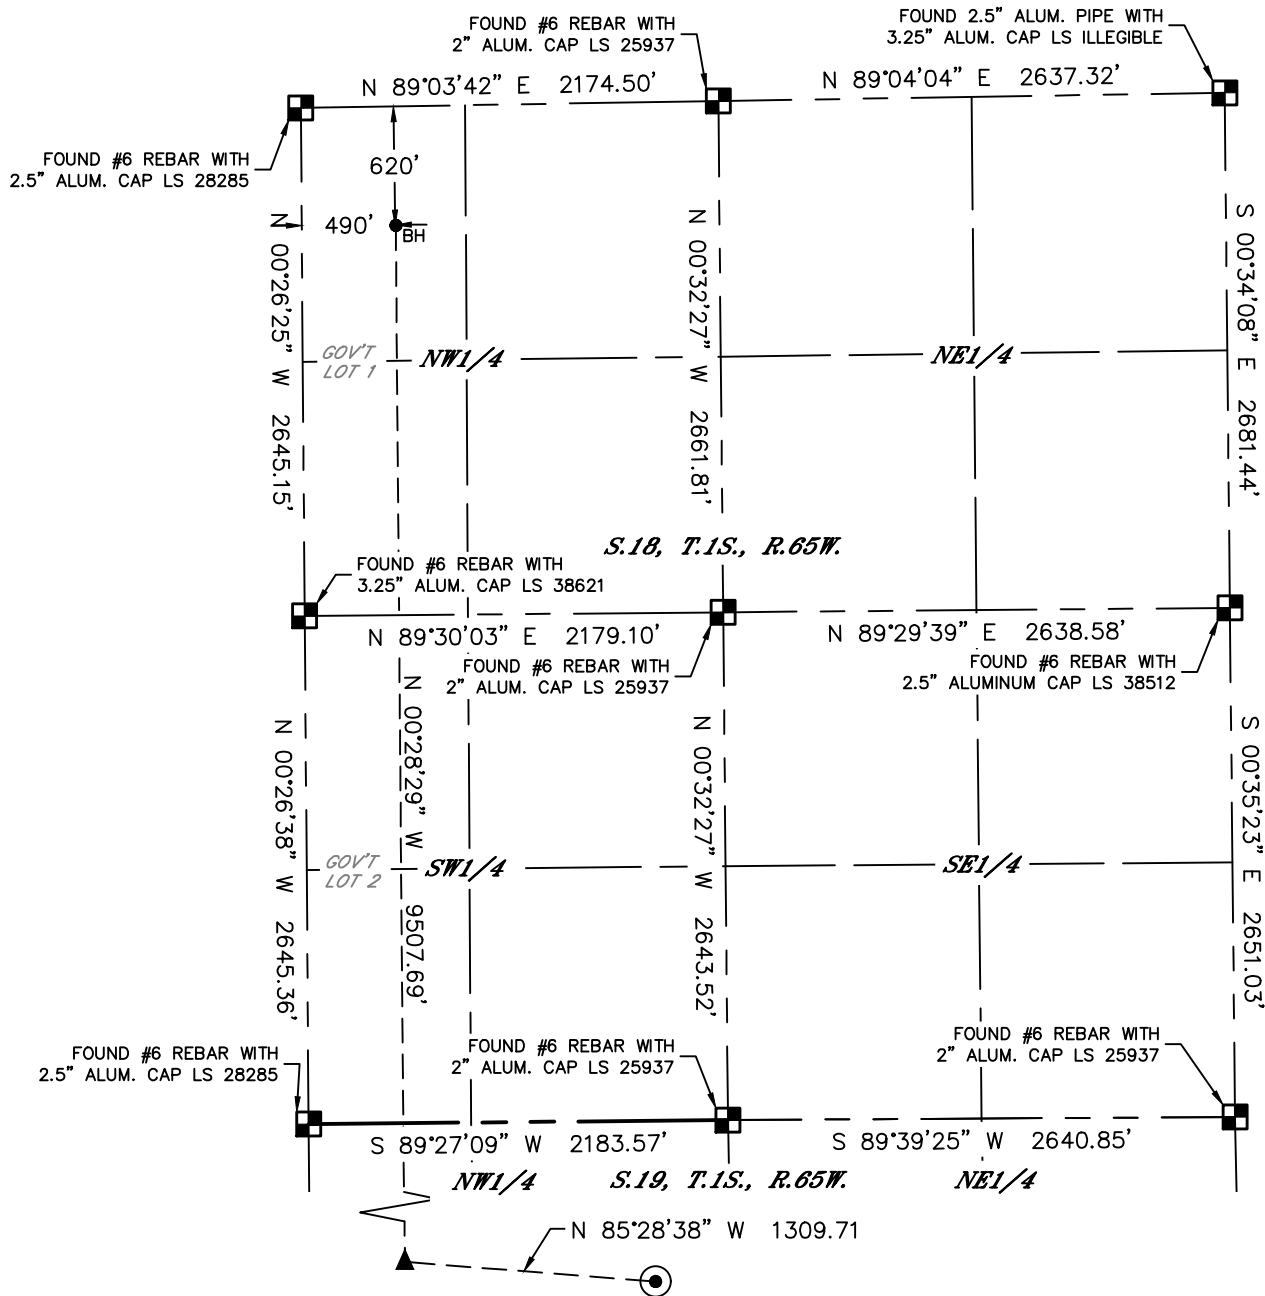 FOUND #6 REBAR WITH
2" ALUM. CAP LS 25937
FOUND 2.5" ALUM. PIPE WITH
3.25" ALUM. CAP LS ILLEGIBLE
N 89°03'42" E 2174.50'
N 89°04'04" E 2637.32'
FOUND #6 REBAR WITH
2.5" ALUM. CAP LS 28285
620'
490'
BH
N 00°26'25" W 2645.15'
N 00°32'27" W 2661.81'
S 00°34'08" E 2681.44'
GOV'T
LOT 1
NW1/4
NE1/4
S.18, T.1S., R.65W.
FOUND #6 REBAR WITH
3.25" ALUM. CAP LS 38621
N 89°30'03" E 2179.10'
N 89°29'39" E 2638.58'
FOUND #6 REBAR WITH
2" ALUM. CAP LS 25937
FOUND #6 REBAR WITH
2.5" ALUMINUM CAP LS 38512
N 00°26'38" W 2645.36'
N 00°28'29" W 9507.69'
N 00°32'27" W 2643.52'
S 00°35'23" E 2651.03'
GOV'T
LOT 2
SW1/4
SE1/4
FOUND #6 REBAR WITH
2.5" ALUM. CAP LS 28285
FOUND #6 REBAR WITH
2" ALUM. CAP LS 25937
FOUND #6 REBAR WITH
2" ALUM. CAP LS 25937
S 89°27'09" W 2183.57'
S 89°39'25" W 2640.85'
NW1/4
S.19, T.1S., R.65W.
NE1/4
N 85°28'38" W 1309.71